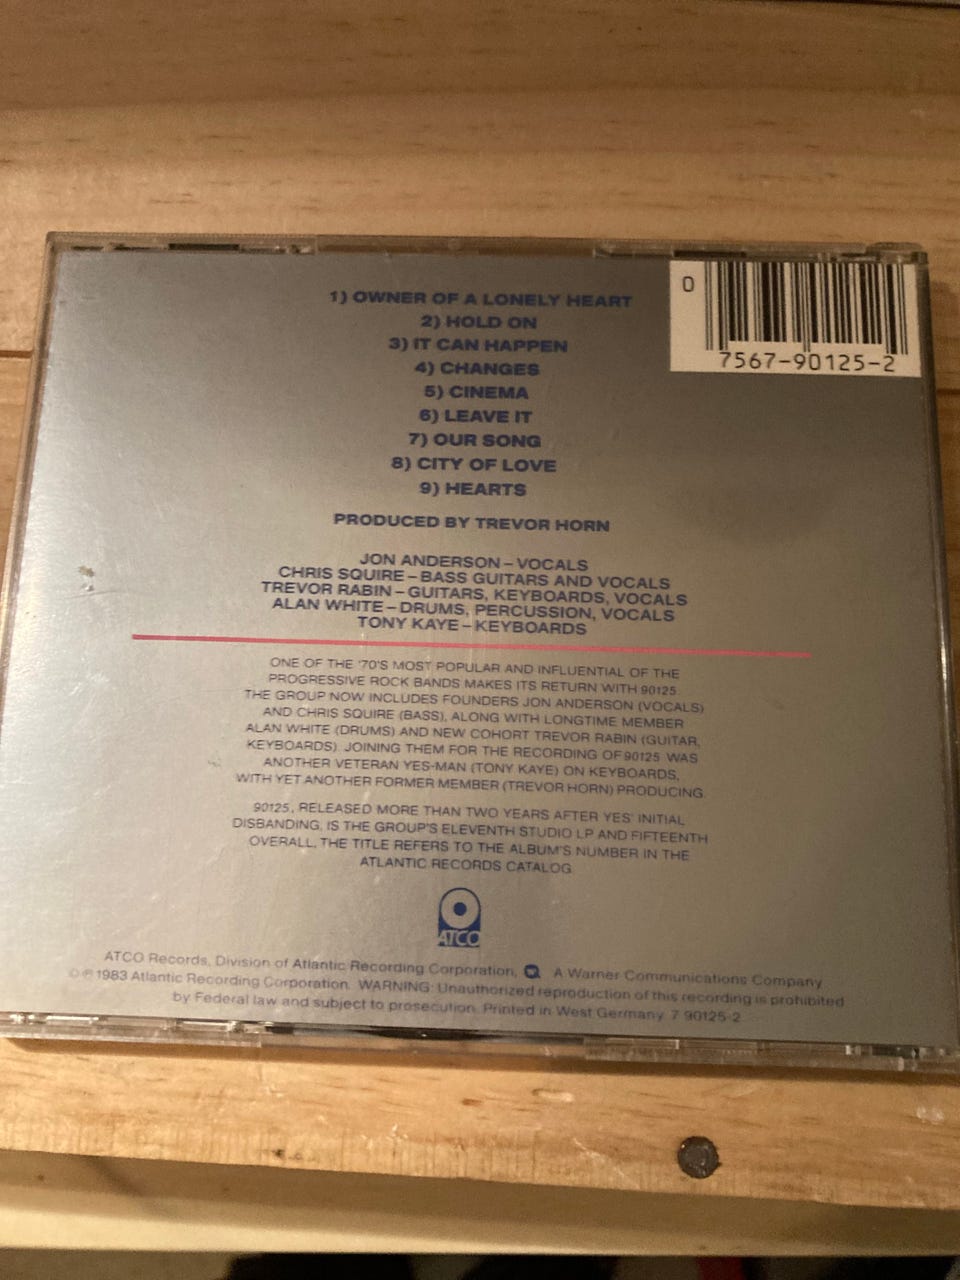 1) OWNER OF A LONELY HEART
2) HOLD ON
3) IT CAN HAPPEN
4) CHANGES
5) CINEMA
6) LEAVE IT
7) OUR SONG
8) CITY OF LOVE
9) HEARTS
0
7567-90125-2
PRODUCED BY TREVOR HORN
JON ANDERSON – VOCALS
CHRIS SQUIRE – BASS GUITARS AND VOCALS
TREVOR RABIN – GUITARS, KEYBOARDS, VOCALS
ALAN WHITE – DRUMS, PERCUSSION, VOCALS
TONY KAYE – KEYBOARDS
ONE OF THE '70'S MOST POPULAR AND INFLUENTIAL OF THE
PROGRESSIVE ROCK BANDS MAKES ITS RETURN WITH 90125.
THE GROUP NOW INCLUDES FOUNDERS JON ANDERSON (VOCALS)
AND CHRIS SQUIRE (BASS), ALONG WITH LONGTIME MEMBER
ALAN WHITE (DRUMS) AND NEW COHORT TREVOR RABIN (GUITAR,
KEYBOARDS). JOINING THEM FOR THE RECORDING OF 90125 WAS
ANOTHER VETERAN YES-MAN (TONY KAYE) ON KEYBOARDS,
WITH YET ANOTHER FORMER MEMBER (TREVOR HORN) PRODUCING.
90125, RELEASED MORE THAN TWO YEARS AFTER YES' INITIAL
DISBANDING, IS THE GROUP'S ELEVENTH STUDIO LP AND FIFTEENTH
OVERALL, THE TITLE REFERS TO THE ALBUM'S NUMBER IN THE
ATLANTIC RECORDS CATALOG.
ATCO
ATCO Records, Division of Atlantic Recording Corporation, A Warner Communications Company
© ℗ 1983 Atlantic Recording Corporation. WARNING: Unauthorized reproduction of this recording is prohibited
by Federal law and subject to prosecution. Printed in West Germany. 7 90125-2